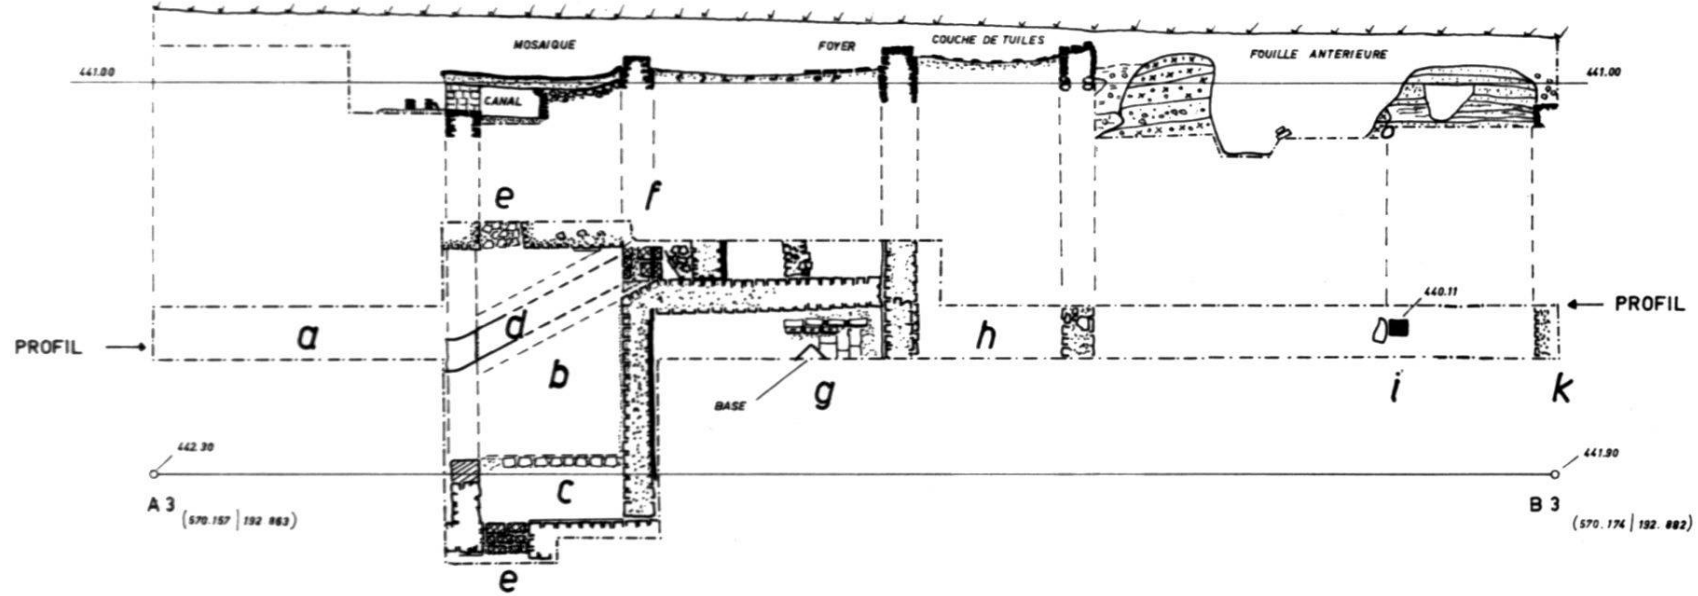 MOSAIQUE
FOYER
COUCHE DE TUILES
FOUILLE ANTERIEURE
441.00
441.00
CANAL
e
f
440.11
PROFIL
a
d
h
PROFIL
b
BASE
g
i
k
442.30
441.90
c
A 3
(570.157 | 192 863)
B 3
(570.174 | 192. 882)
e